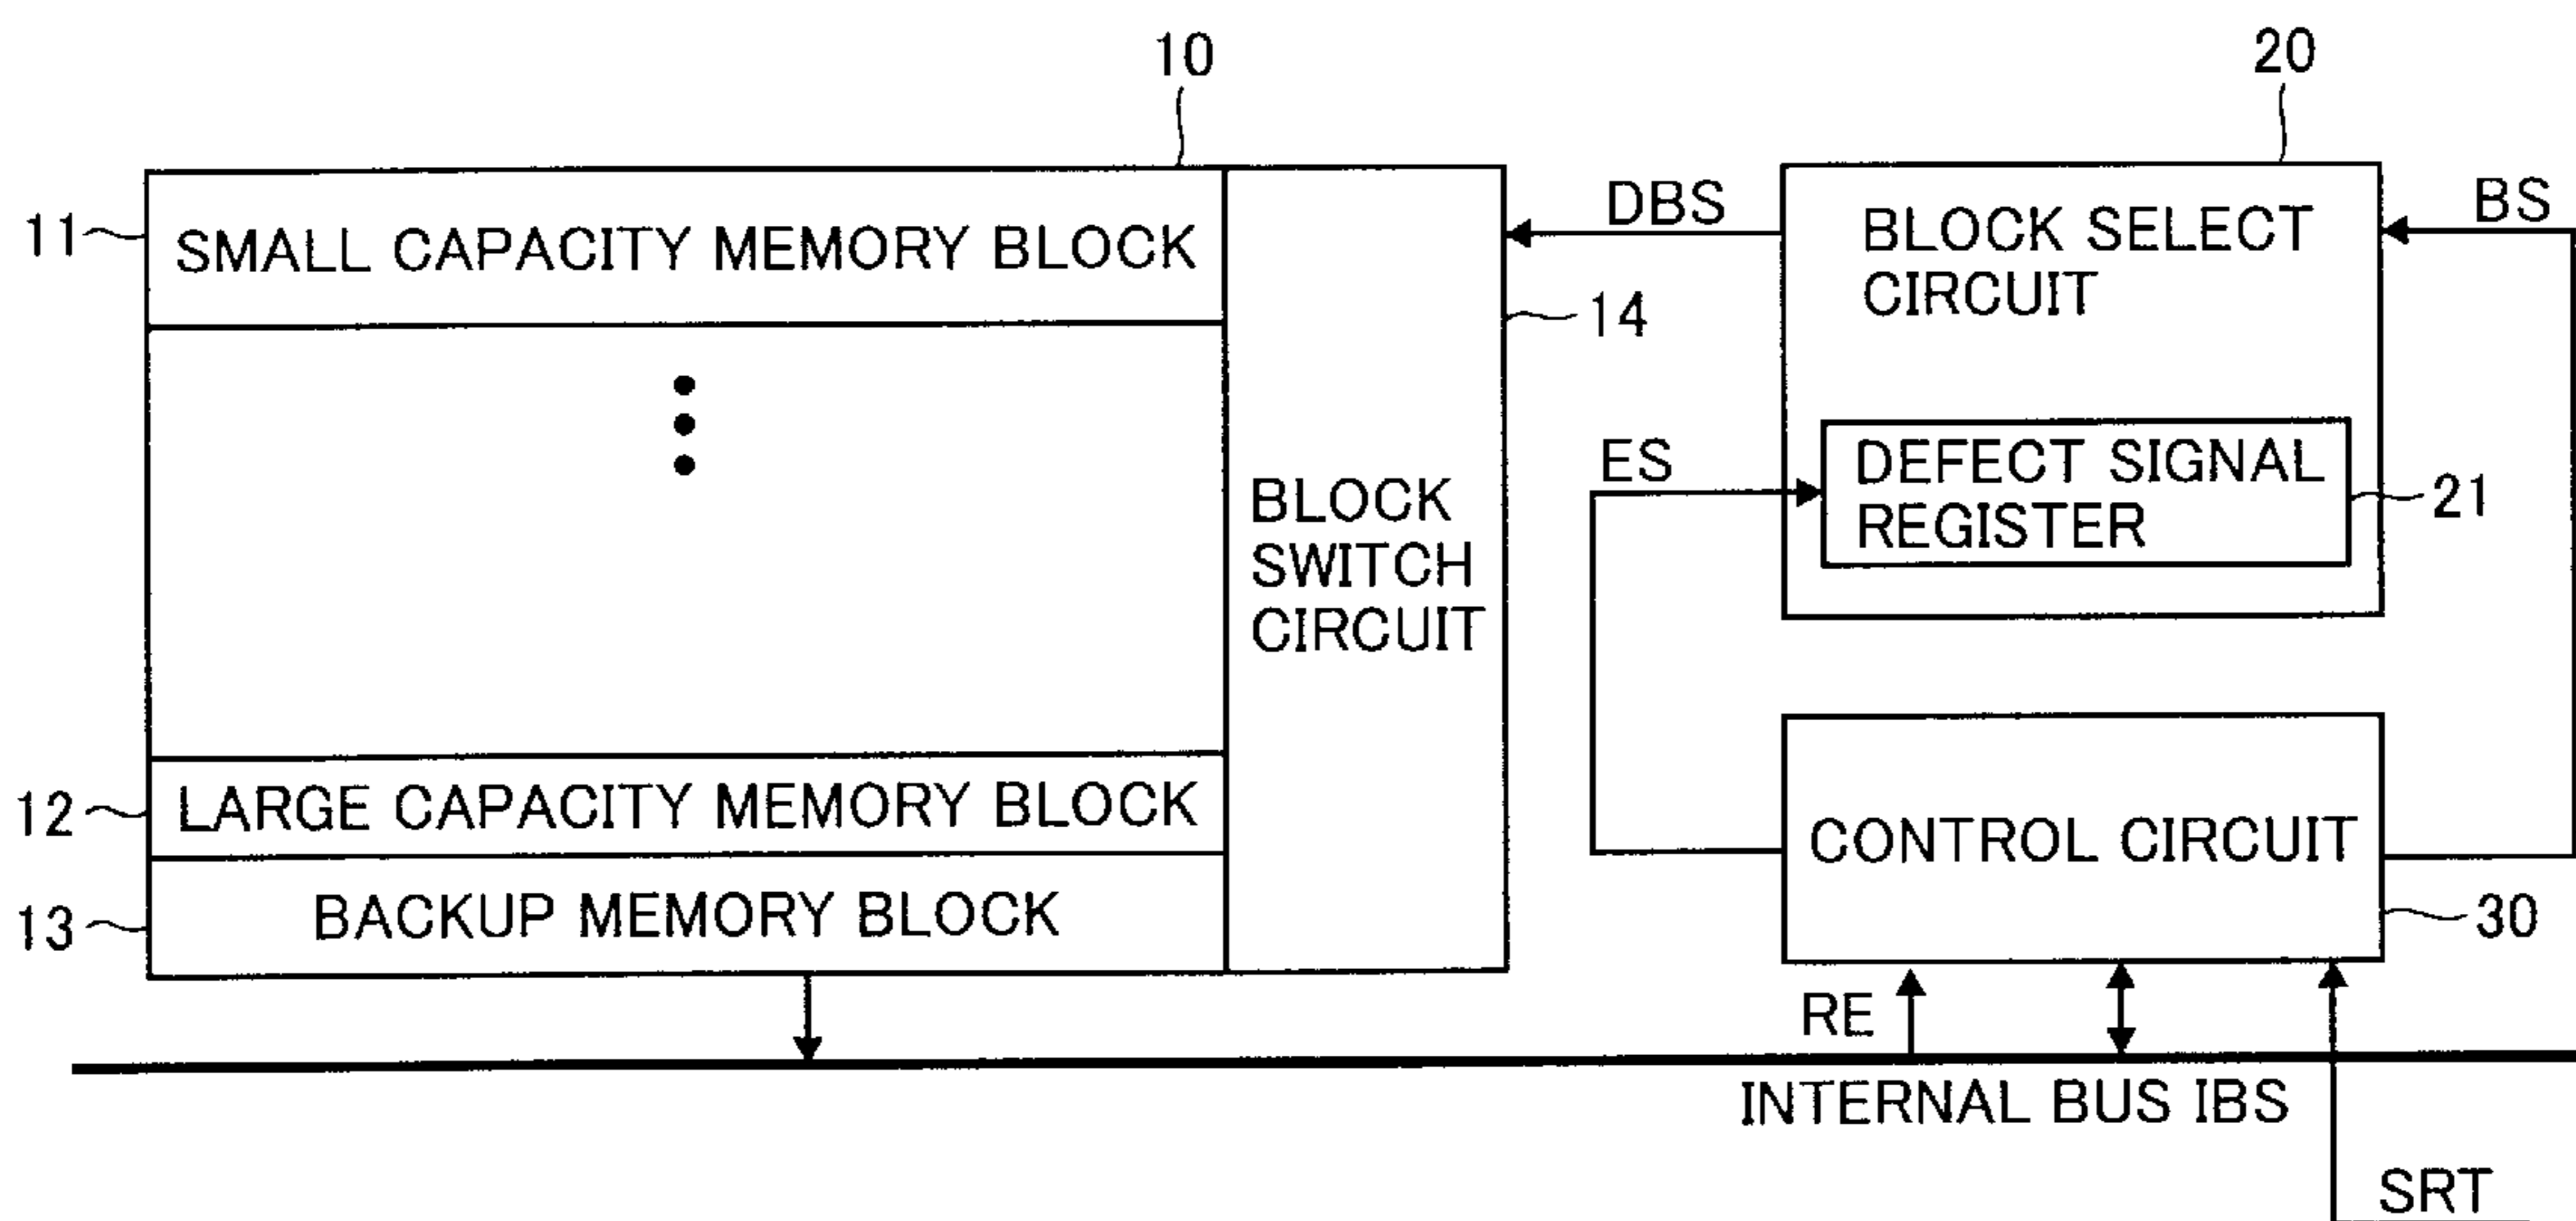 10
20
11
SMALL CAPACITY MEMORY BLOCK
DBS
BLOCK SELECT
CIRCUIT
BS
14
BLOCK
SWITCH
CIRCUIT
ES
DEFECT SIGNAL
REGISTER
21
12
LARGE CAPACITY MEMORY BLOCK
CONTROL CIRCUIT
13
BACKUP MEMORY BLOCK
30
RE
INTERNAL BUS IBS
SRT